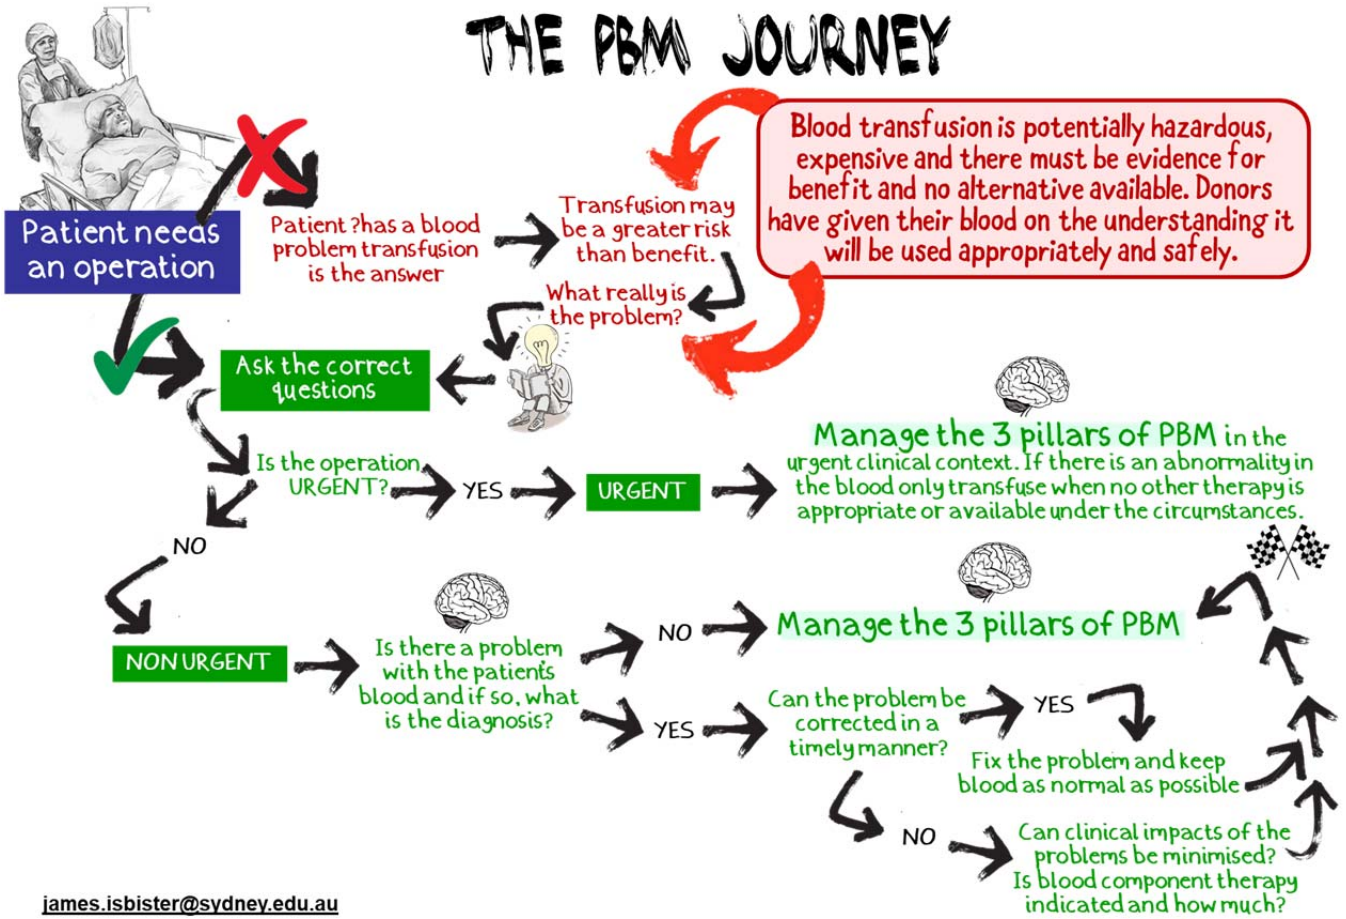 THE PBM JOURNEY
Blood transfusion is potentially hazardous,
expensive and there must be evidence for
benefit and no alternative available. Donors
have given their blood on the understanding it
will be used appropriately and safely.
Patient needs
an operation
Patient ?has a blood
problem transfusion
is the answer
Transfusion may
be a greater risk
than benefit.
What really is
the problem?
Ask the correct
questions
Is the operation
URGENT?
YES
URGENT
Manage the 3 pillars of PBM in the
urgent clinical context. If there is an abnormality in
the blood only transfuse when no other therapy is
appropriate or available under the circumstances.
NO
NON URGENT
Is there a problem
with the patient's
blood and if so, what
is the diagnosis?
NO
Manage the 3 pillars of PBM
YES
Can the problem be
corrected in a
timely manner?
YES
Fix the problem and keep
blood as normal as possible
NO
Can clinical impacts of the
problems be minimised?
Is blood component therapy
indicated and how much?
james.isbister@sydney.edu.au